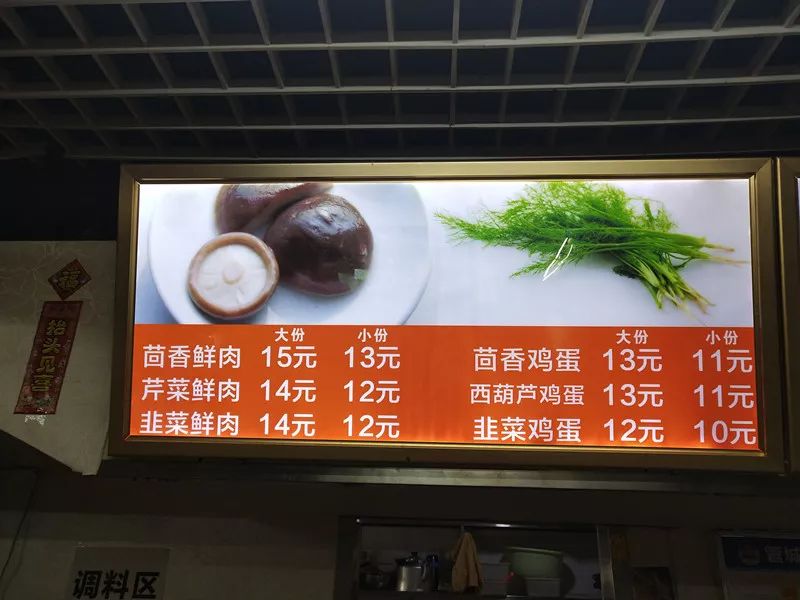 福
抬头见喜
大份 小份
茴香鲜肉 15元 13元
芹菜鲜肉 14元 12元
韭菜鲜肉 14元 12元
大份 小份
茴香鸡蛋 13元 11元
西葫芦鸡蛋 13元 11元
韭菜鸡蛋 12元 10元
调料区
管城